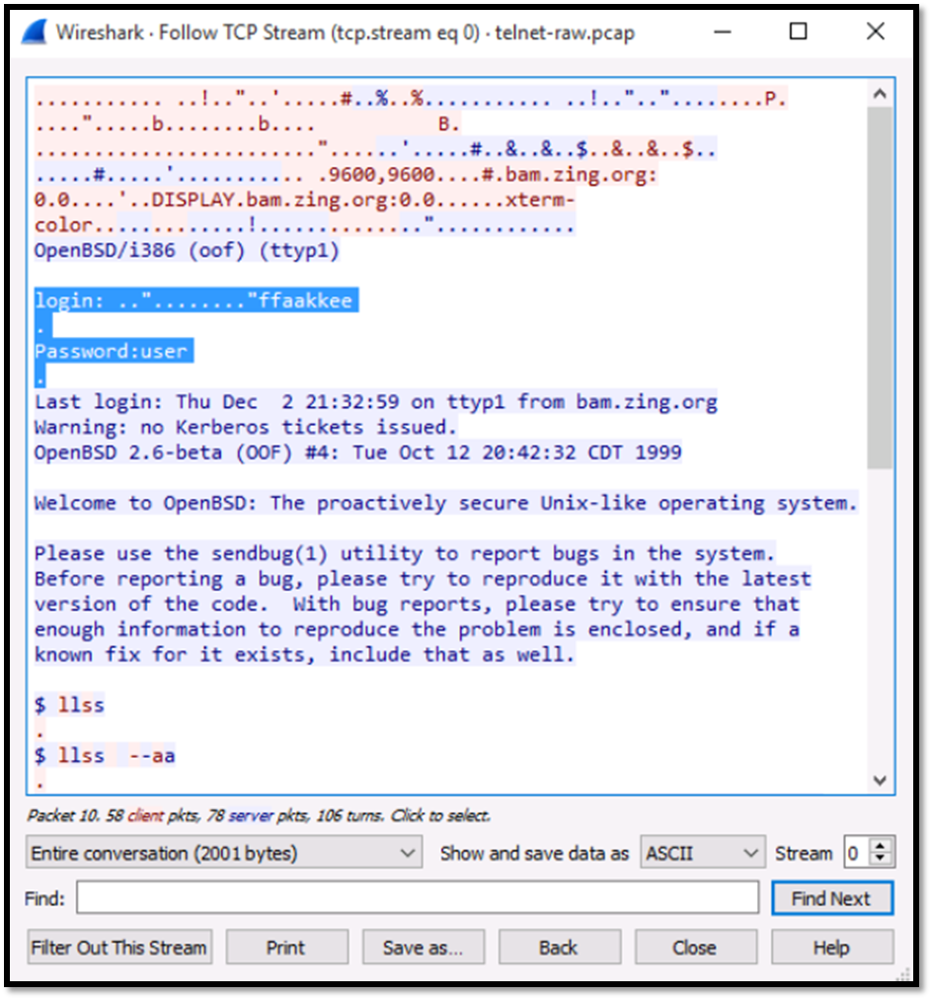 Wireshark · Follow TCP Stream (tcp.stream eq 0) · telnet-raw.pcap
........... ..!.."..'.....#..%..%........... ..!.."..".... ....P.
....".....b........b.... B.
........................"......'.....#..&..&..$..&..&..$..
.....#.....'........... .9600,9600....#.bam.zing.org:
0.0....'..DISPLAY.bam.zing.org:0.0......xterm-
color.............!.............."............
OpenBSD/i386 (oof) (ttyp1)
login: .."........"ffaakkee
.
Password:user
.
Last login: Thu Dec  2 21:32:59 on ttyp1 from bam.zing.org
Warning: no Kerberos tickets issued.
OpenBSD 2.6-beta (OOF) #4: Tue Oct 12 20:42:32 CDT 1999
Welcome to OpenBSD: The proactively secure Unix-like operating system.
Please use the sendbug(1) utility to report bugs in the system.
Before reporting a bug, please try to reproduce it with the latest
version of the code.  With bug reports, please try to ensure that
enough information to reproduce the problem is enclosed, and if a
known fix for it exists, include that as well.
$ llss
.
$ llss  --aa
.
Packet 10. 58 client pkts, 78 server pkts, 106 turns. Click to select.
Entire conversation (2001 bytes) Show and save data as ASCII Stream 0
Find: Find Next
Filter Out This Stream Print Save as... Back Close Help